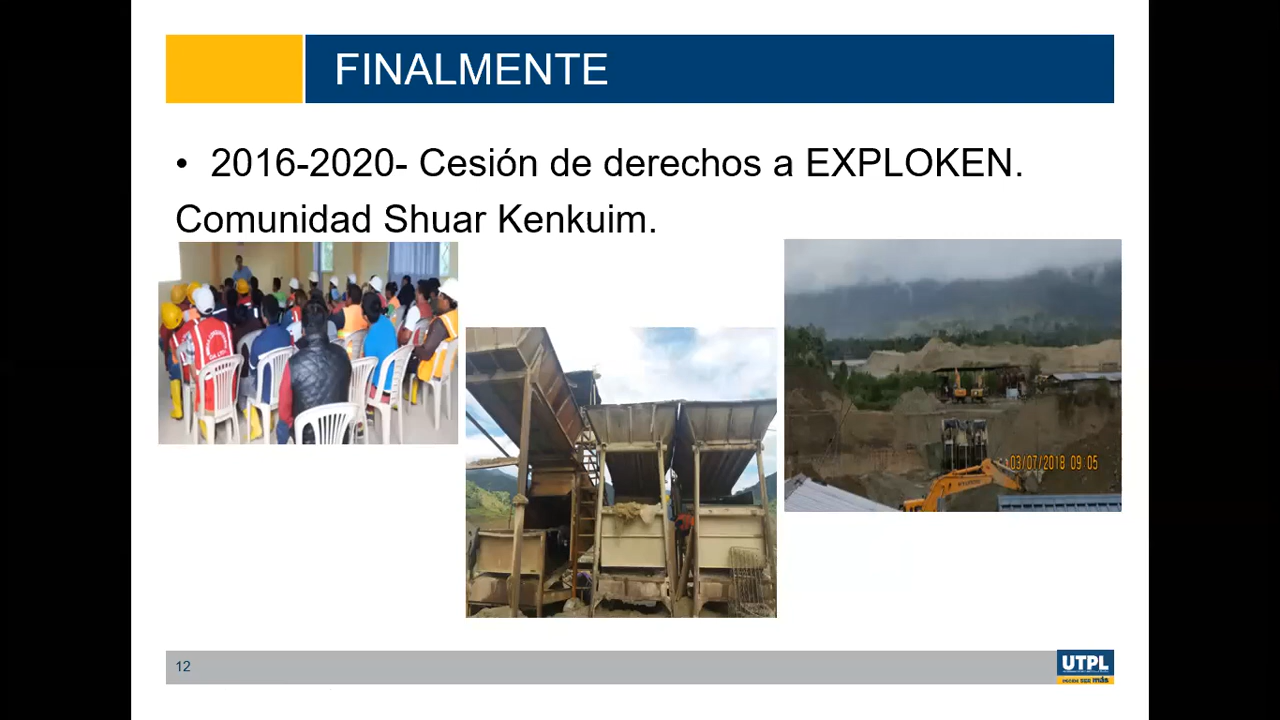 FINALMENTE
• 2016-2020- Cesión de derechos a EXPLOKEN.
Comunidad Shuar Kenkuim.
03/07/2018 09:05
12
UTPL